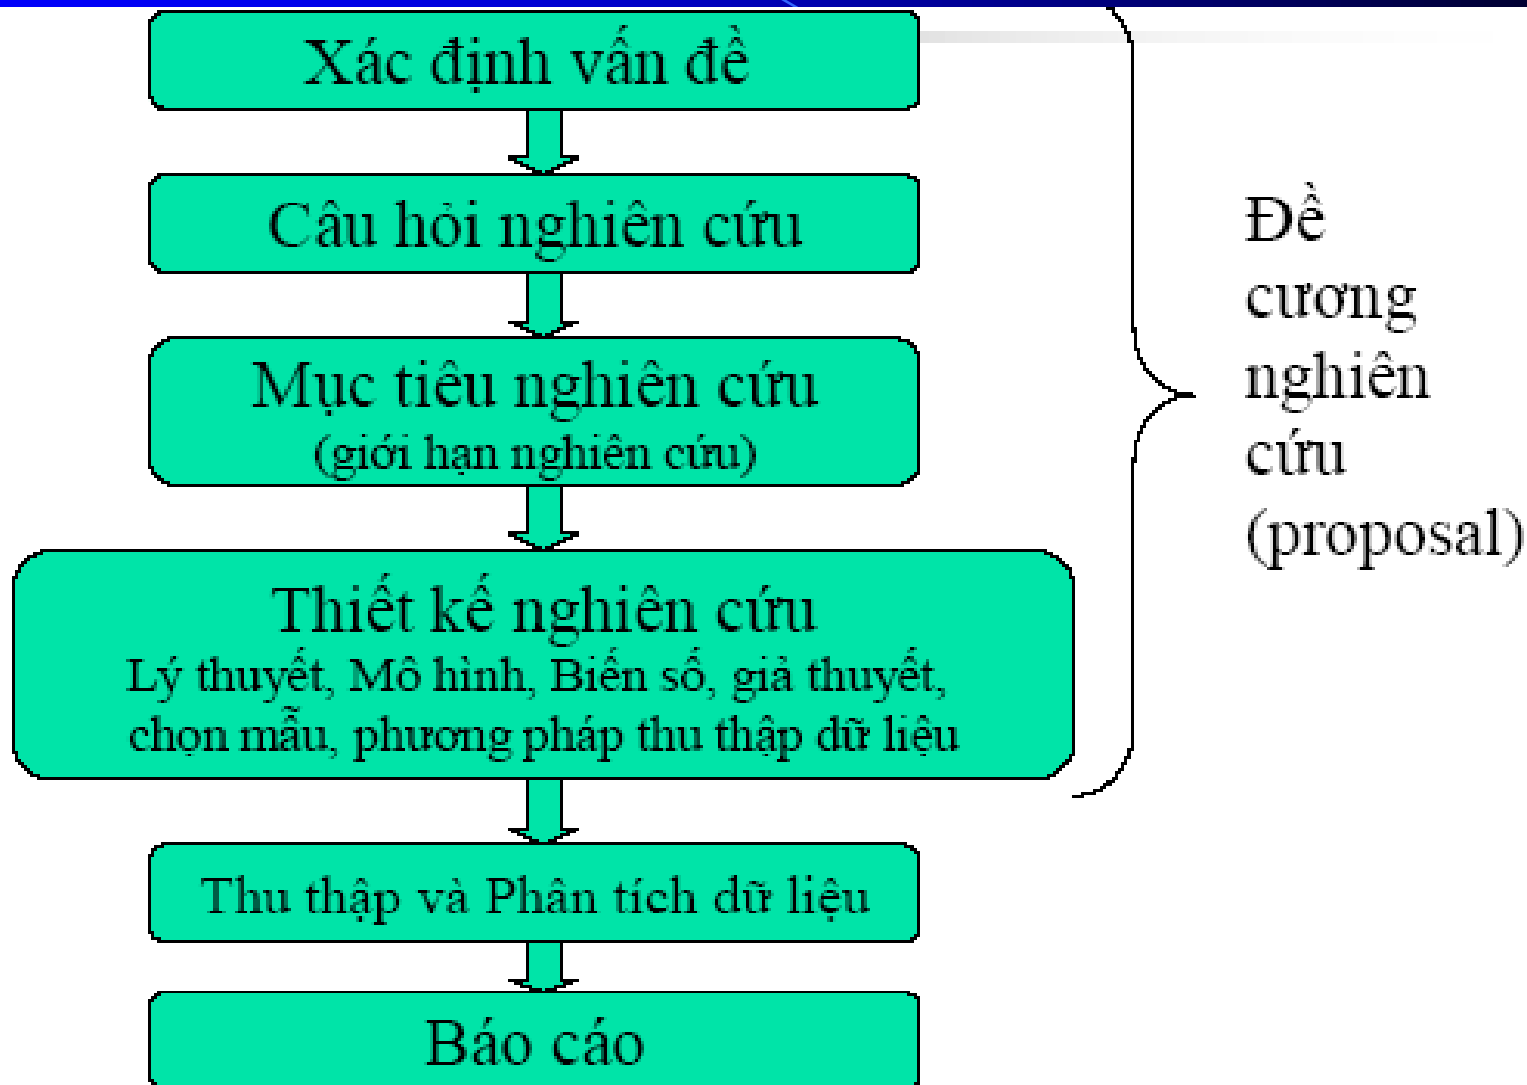 Xác định vấn đề
Câu hỏi nghiên cứu
Mục tiêu nghiên cứu
(giới hạn nghiên cứu)
Thiết kế nghiên cứu
Lý thuyết, Mô hình, Biến số, giả thuyết,
chọn mẫu, phương pháp thu thập dữ liệu
Thu thập và Phân tích dữ liệu
Báo cáo
Đề
cương
nghiên
cứu
(proposal)